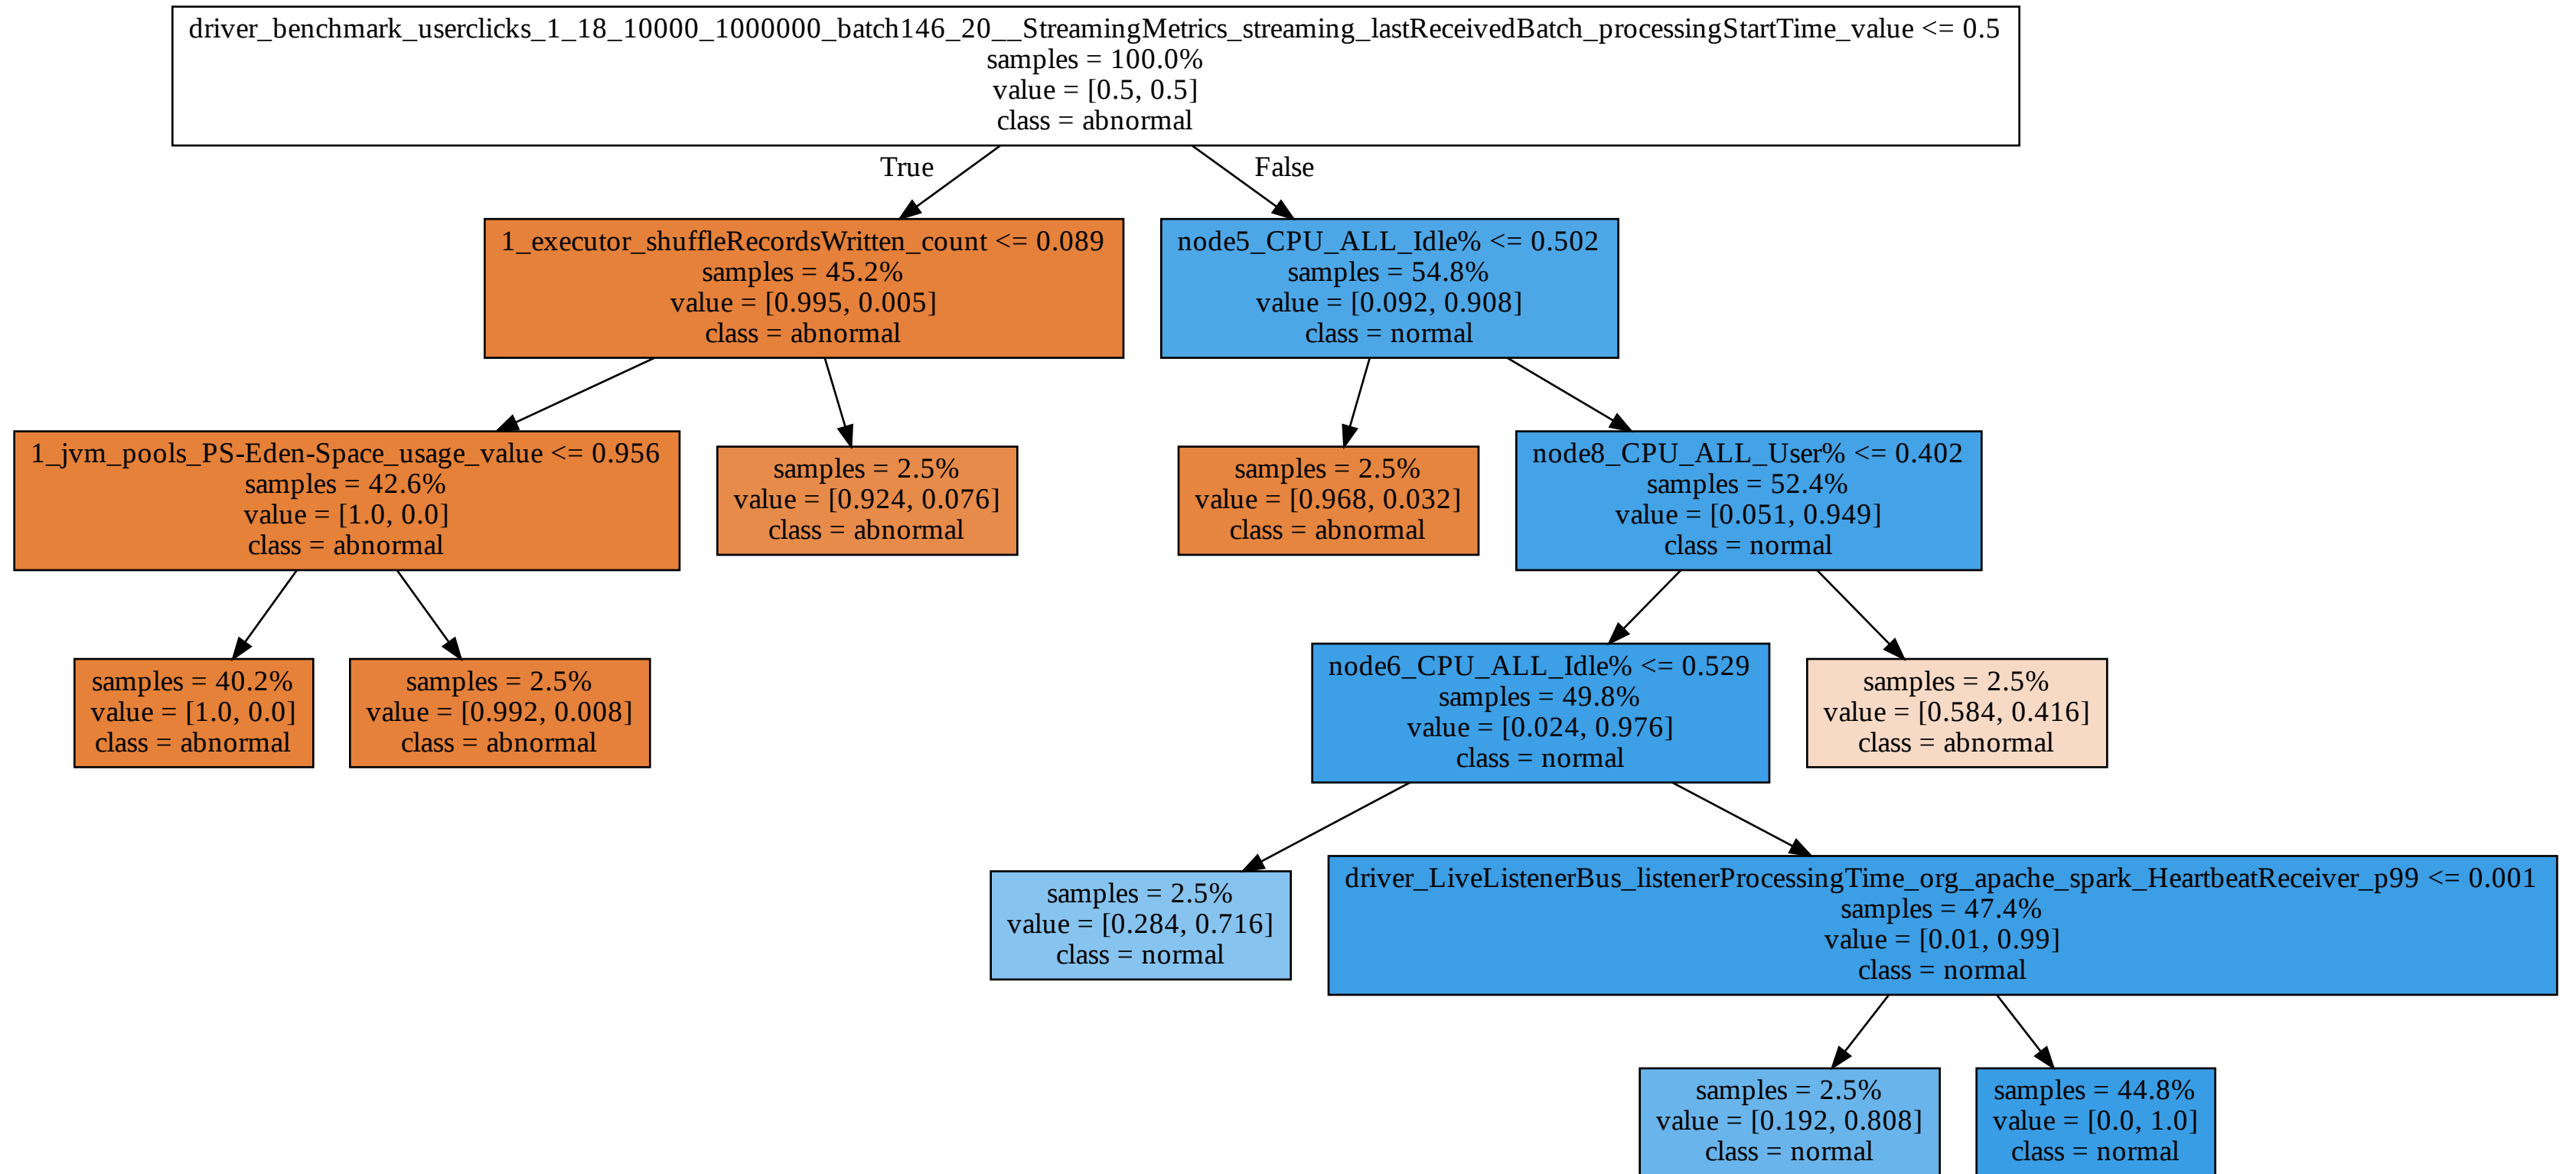 driver_benchmark_userclicks_1_18_10000_1000000_batch146_20__StreamingMetrics_streaming_lastReceivedBatch_processingStartTime_value <= 0.5
samples = 100.0%
value = [0.5, 0.5]
class = abnormal
True
False
1_executor_shuffleRecordsWritten_count <= 0.089
samples = 45.2%
value = [0.995, 0.005]
class = abnormal
node5_CPU_ALL_Idle% <= 0.502
samples = 54.8%
value = [0.092, 0.908]
class = normal
1_jvm_pools_PS-Eden-Space_usage_value <= 0.956
samples = 42.6%
value = [1.0, 0.0]
class = abnormal
samples = 2.5%
value = [0.924, 0.076]
class = abnormal
samples = 2.5%
value = [0.968, 0.032]
class = abnormal
node8_CPU_ALL_User% <= 0.402
samples = 52.4%
value = [0.051, 0.949]
class = normal
samples = 40.2%
value = [1.0, 0.0]
class = abnormal
samples = 2.5%
value = [0.992, 0.008]
class = abnormal
node6_CPU_ALL_Idle% <= 0.529
samples = 49.8%
value = [0.024, 0.976]
class = normal
samples = 2.5%
value = [0.584, 0.416]
class = abnormal
samples = 2.5%
value = [0.284, 0.716]
class = normal
driver_LiveListenerBus_listenerProcessingTime_org_apache_spark_HeartbeatReceiver_p99 <= 0.001
samples = 47.4%
value = [0.01, 0.99]
class = normal
samples = 2.5%
value = [0.192, 0.808]
class = normal
samples = 44.8%
value = [0.0, 1.0]
class = normal